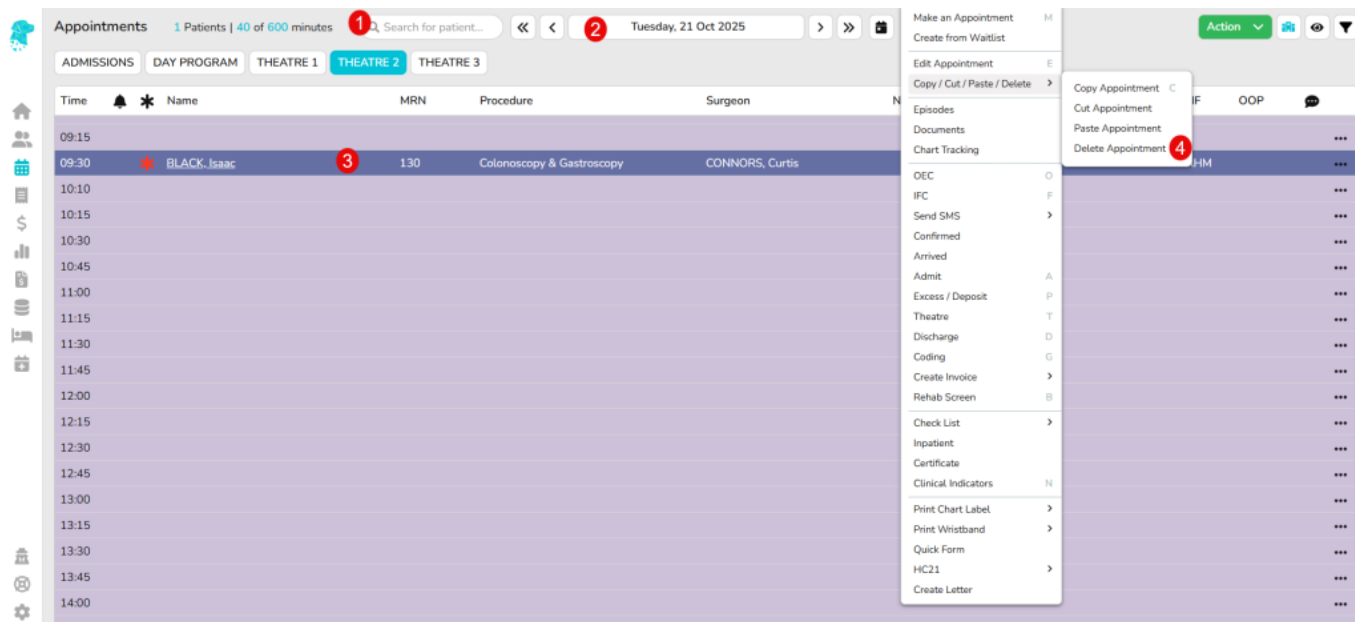 Appointments 1 Patients | 40 of 600 minutes 1 Search for patient... 2 Tuesday, 21 Oct 2025 Action
ADMISSIONS DAY PROGRAM THEATRE 1 THEATRE 2 THEATRE 3
Time Name MRN Procedure Surgeon N IF OOP
09:15
09:30 BLACK, Isaac 3 130 Colonoscopy & Gastroscopy CONNORS, Curtis HM
10:10
10:15
10:30
10:45
11:00
11:15
11:30
11:45
12:00
12:15
12:30
12:45
13:00
13:15
13:30
13:45
14:00
Make an Appointment M
Create from Waitlist
Edit Appointment E
Copy / Cut / Paste / Delete
Episodes
Documents
Chart Tracking
OEC O
IFC F
Send SMS
Confirmed
Arrived
Admit A
Excess / Deposit P
Theatre T
Discharge D
Coding G
Create Invoice
Rehab Screen B
Check List
Inpatient
Certificate
Clinical Indicators N
Print Chart Label
Print Wristband
Quick Form
HC21
Create Letter
Copy Appointment C
Cut Appointment
Paste Appointment
Delete Appointment 4